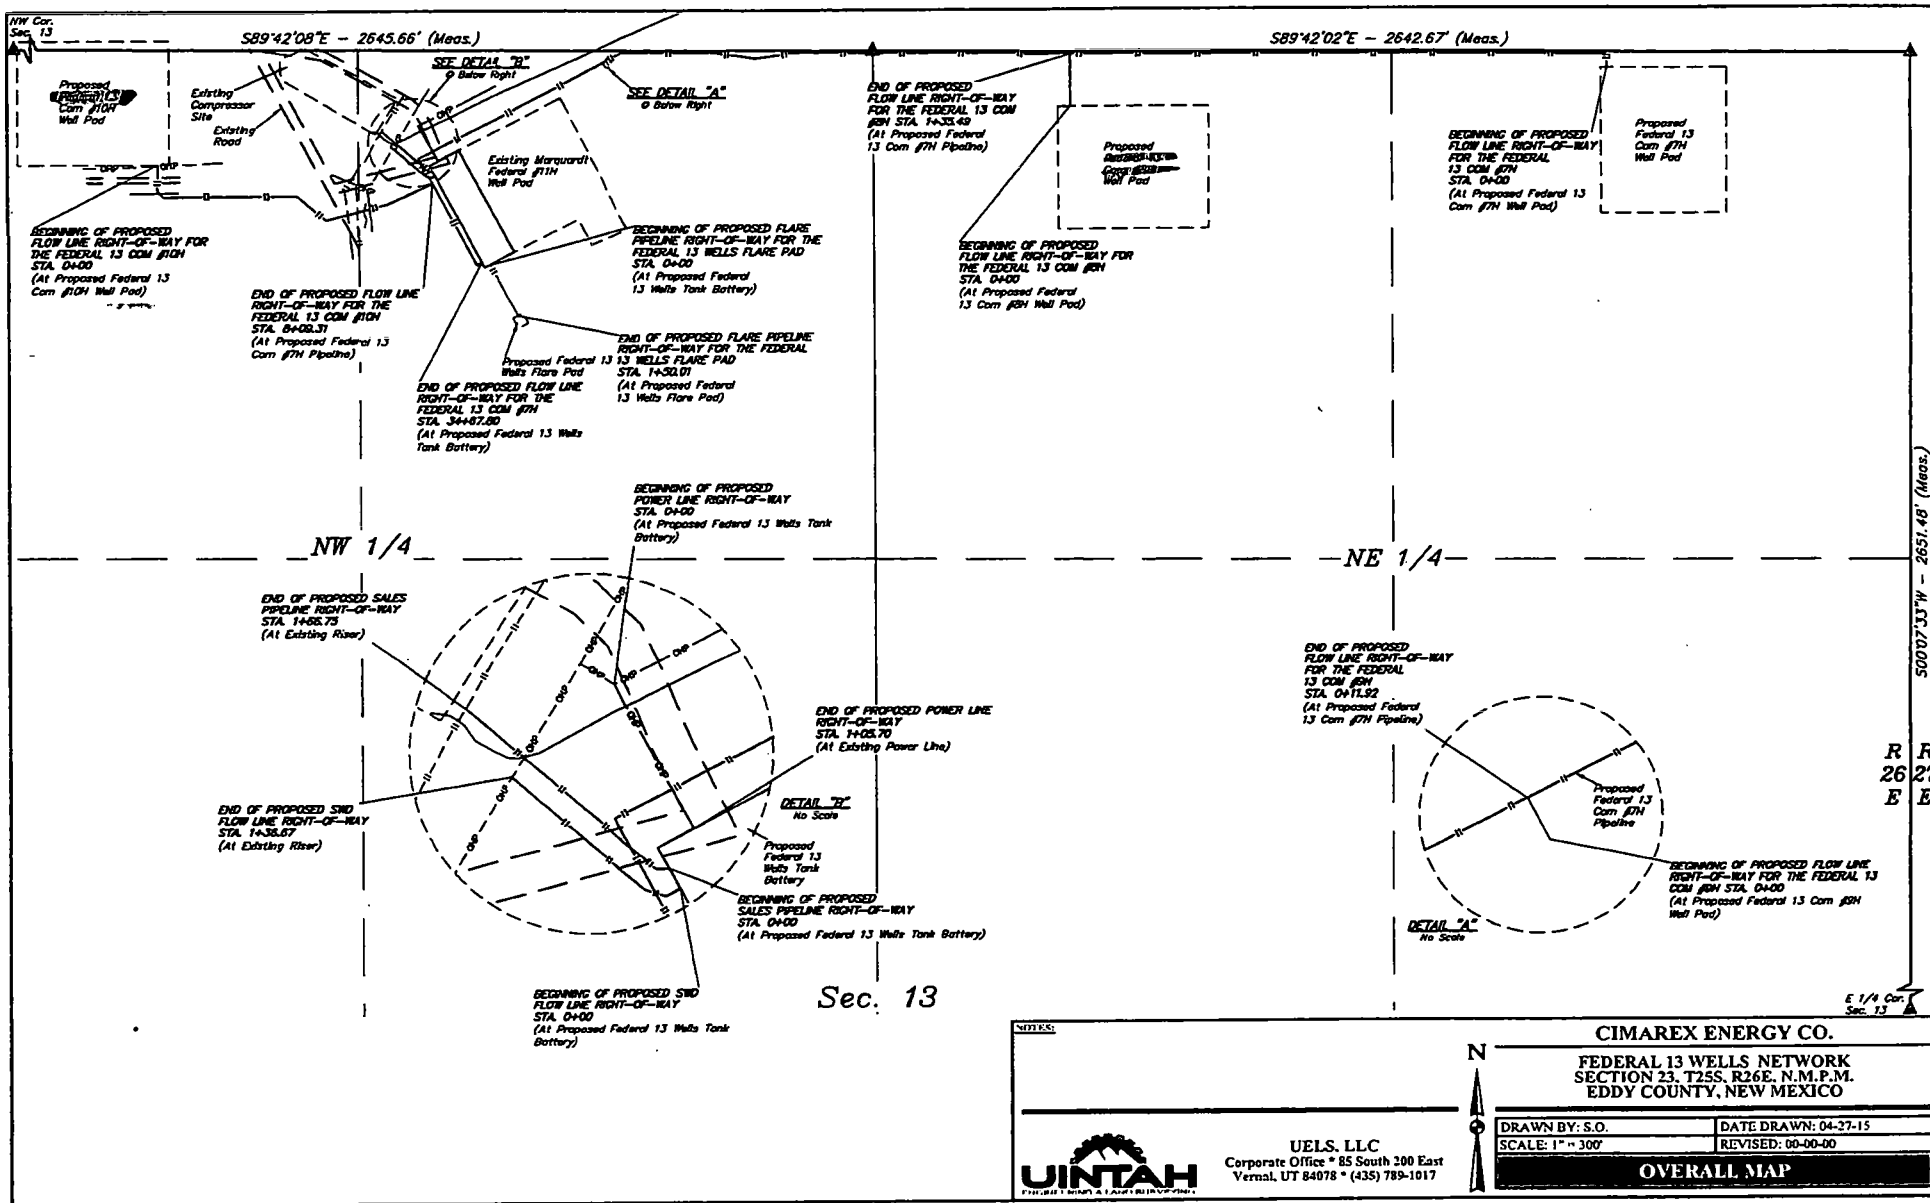 NW Cor.
Sec. 13
S89°42'08"E - 2645.66' (Meas.)
S89°42'02"E - 2642.67' (Meas.)
Proposed
Com #10H
Well Pad
Existing
Compressor
Site
Existing
Road
SEE DETAIL "B"
@ Below Right
SEE DETAIL "A"
@ Below Right
Existing Marquardt
Federal #11H
Well Pad
END OF PROPOSED
FLOW LINE RIGHT-OF-WAY
FOR THE FEDERAL 13 COM
#8H STA. 1+35.49
(At Proposed Federal
13 Com #7H Pipeline)
Proposed
Well Pad
BEGINNING OF PROPOSED
FLOW LINE RIGHT-OF-WAY
FOR THE FEDERAL
13 COM #7H
STA. 0+00
(At Proposed Federal 13
Com #7H Well Pad)
Proposed
Federal 13
Com #7H
Well Pad
OHP
BEGINNING OF PROPOSED
FLOW LINE RIGHT-OF-WAY FOR
THE FEDERAL 13 COM #10H
STA. 0+00
(At Proposed Federal 13
Com #10H Well Pad)
END OF PROPOSED FLOW LINE
RIGHT-OF-WAY FOR THE
FEDERAL 13 COM #10H
STA. 8+09.31
(At Proposed Federal 13
Com #7H Pipeline)
BEGINNING OF PROPOSED FLARE
PIPELINE RIGHT-OF-WAY FOR THE
FEDERAL 13 WELLS FLARE PAD
STA. 0+00
(At Proposed Federal
13 Wells Tank Battery)
BEGINNING OF PROPOSED
FLOW LINE RIGHT-OF-WAY FOR
THE FEDERAL 13 COM #8H
STA. 0+00
(At Proposed Federal
13 Com #8H Well Pad)
Proposed Federal 13
Wells Flare Pad
END OF PROPOSED FLARE PIPELINE
RIGHT-OF-WAY FOR THE FEDERAL
13 WELLS FLARE PAD
STA. 1+50.01
(At Proposed Federal
13 Wells Flare Pad)
END OF PROPOSED FLOW LINE
RIGHT-OF-WAY FOR THE
FEDERAL 13 COM #7H
STA. 34+67.80
(At Proposed Federal 13 Wells
Tank Battery)
S00°07'33"W - 2651.48' (Meas.)
BEGINNING OF PROPOSED
POWER LINE RIGHT-OF-WAY
STA. 0+00
(At Proposed Federal 13 Wells Tank
Battery)
NW 1/4
NE 1/4
END OF PROPOSED SALES
PIPELINE RIGHT-OF-WAY
STA. 1+66.75
(At Existing Riser)
OHP
OHP
OHP
OHP
OHP
OHP
OHP
OHP
OHP
OHP
END OF PROPOSED POWER LINE
RIGHT-OF-WAY
STA. 1+05.70
(At Existing Power Line)
END OF PROPOSED SWD
FLOW LINE RIGHT-OF-WAY
STA. 1+36.67
(At Existing Riser)
DETAIL "B"
No Scale
Proposed
Federal 13
Wells Tank
Battery
BEGINNING OF PROPOSED
SALES PIPELINE RIGHT-OF-WAY
STA. 0+00
(At Proposed Federal 13 Wells Tank Battery)
BEGINNING OF PROPOSED SWD
FLOW LINE RIGHT-OF-WAY
STA. 0+00
(At Proposed Federal 13 Wells Tank
Battery)
END OF PROPOSED
FLOW LINE RIGHT-OF-WAY
FOR THE FEDERAL
13 COM #9H
STA. 0+11.92
(At Proposed Federal
13 Com #7H Pipeline)
Proposed
Federal 13
Com #7H
Pipeline
BEGINNING OF PROPOSED FLOW LINE
RIGHT-OF-WAY FOR THE FEDERAL 13
COM #9H STA. 0+00
(At Proposed Federal 13 Com #9H
Well Pad)
DETAIL "A"
No Scale
R R
26 27
E E
Sec. 13
E 1/4 Cor.
Sec. 13
NOTES:
N
CIMAREX ENERGY CO.
FEDERAL 13 WELLS NETWORK
SECTION 23, T25S, R26E, N.M.P.M.
EDDY COUNTY, NEW MEXICO
DRAWN BY: S.O.
DATE DRAWN: 04-27-15
SCALE: 1" = 300'
REVISED: 00-00-00
OVERALL MAP
UINTAH
ENGINEERING & LAND SURVEYING
UELS, LLC
Corporate Office * 85 South 200 East
Vernal, UT 84078 * (435) 789-1017